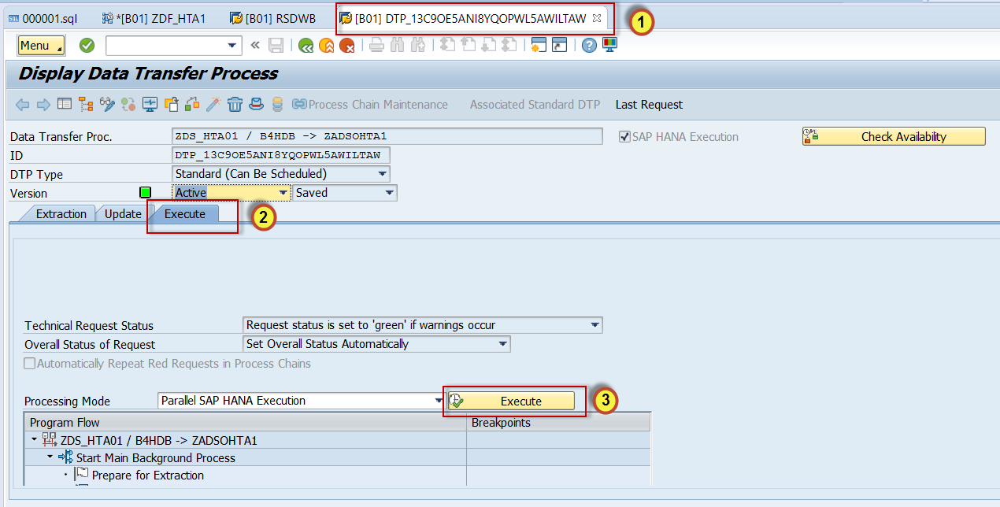 000001.sql *[B01] ZDF_HTA1 [B01] RSDWB [B01] DTP_13C9OE5ANI8YQOPWL5AWILTAW 1
Menu
Display Data Transfer Process
Process Chain Maintenance Associated Standard DTP Last Request
Data Transfer Proc. ZDS_HTA01 / B4HDB -> ZADSOHTA1 SAP HANA Execution Check Availability
ID DTP_13C9OE5ANI8YQOPWL5AWILTAW
DTP Type Standard (Can Be Scheduled)
Version Active Saved
Extraction Update Execute 2
Technical Request Status Request status is set to 'green' if warnings occur
Overall Status of Request Set Overall Status Automatically
Automatically Repeat Red Requests in Process Chains
Processing Mode Parallel SAP HANA Execution Execute 3
Program Flow Breakpoints
ZDS_HTA01 / B4HDB -> ZADSOHTA1
Start Main Background Process
Prepare for Extraction